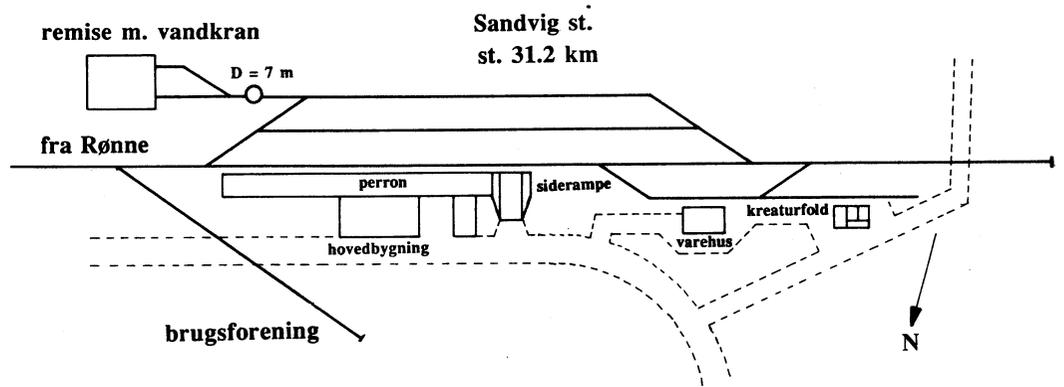 Sandvig st.
st. 31.2 km
remise m. vandkran
D = 7 m
fra Rønne
perron
siderampe
kreaturfold
varehus
hovedbygning
brugsforening
N